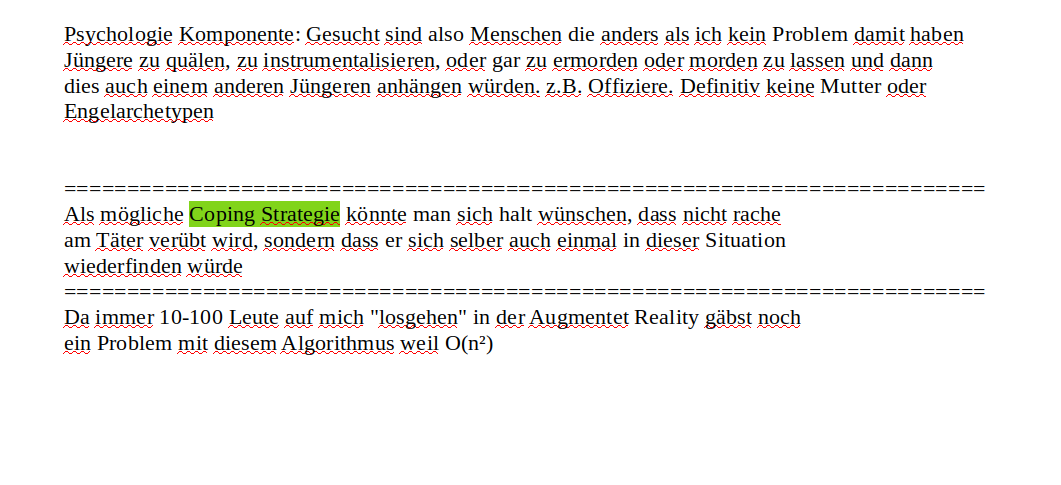 Psychologie Komponente: Gesucht sind also Menschen die anders als ich kein Problem damit haben
Jüngere zu quälen, zu instrumentalisieren, oder gar zu ermorden oder morden zu lassen und dann
dies auch einem anderen Jüngeren anhängen würden. z.B. Offiziere. Definitiv keine Mutter oder
Engelarchetypen
=========================================================================
Als mögliche Coping Strategie könnte man sich halt wünschen, dass nicht rache
am Täter verübt wird, sondern dass er sich selber auch einmal in dieser Situation
wiederfinden würde
=========================================================================
Da immer 10-100 Leute auf mich "losgehen" in der Augmentet Reality gäbst noch
ein Problem mit diesem Algorithmus weil O(n²)